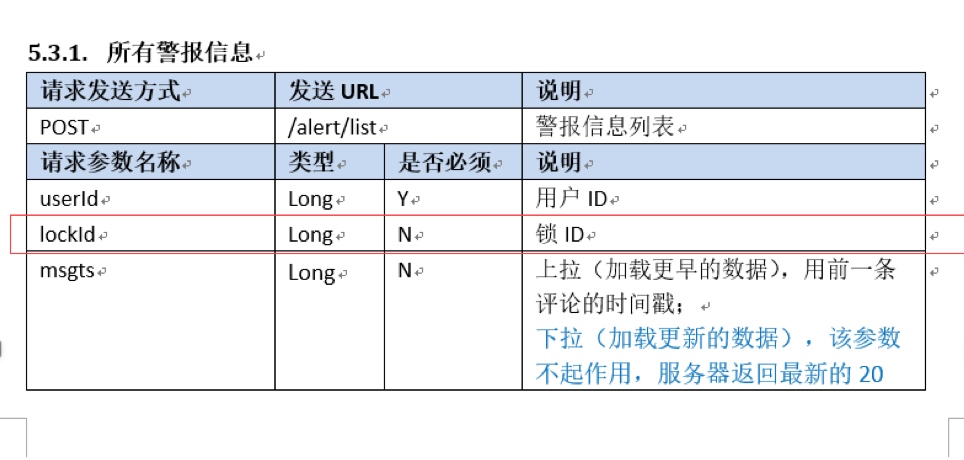 5.3.1. 所有警报信息
请求发送方式 发送 URL 说明
POST /alert/list 警报信息列表
请求参数名称 类型 是否必须 说明
userId Long Y 用户 ID
lockId Long N 锁 ID
msgts Long N 上拉（加载更早的数据），用前一条
评论的时间戳；
下拉（加载更新的数据），该参数
不起作用，服务器返回最新的 20